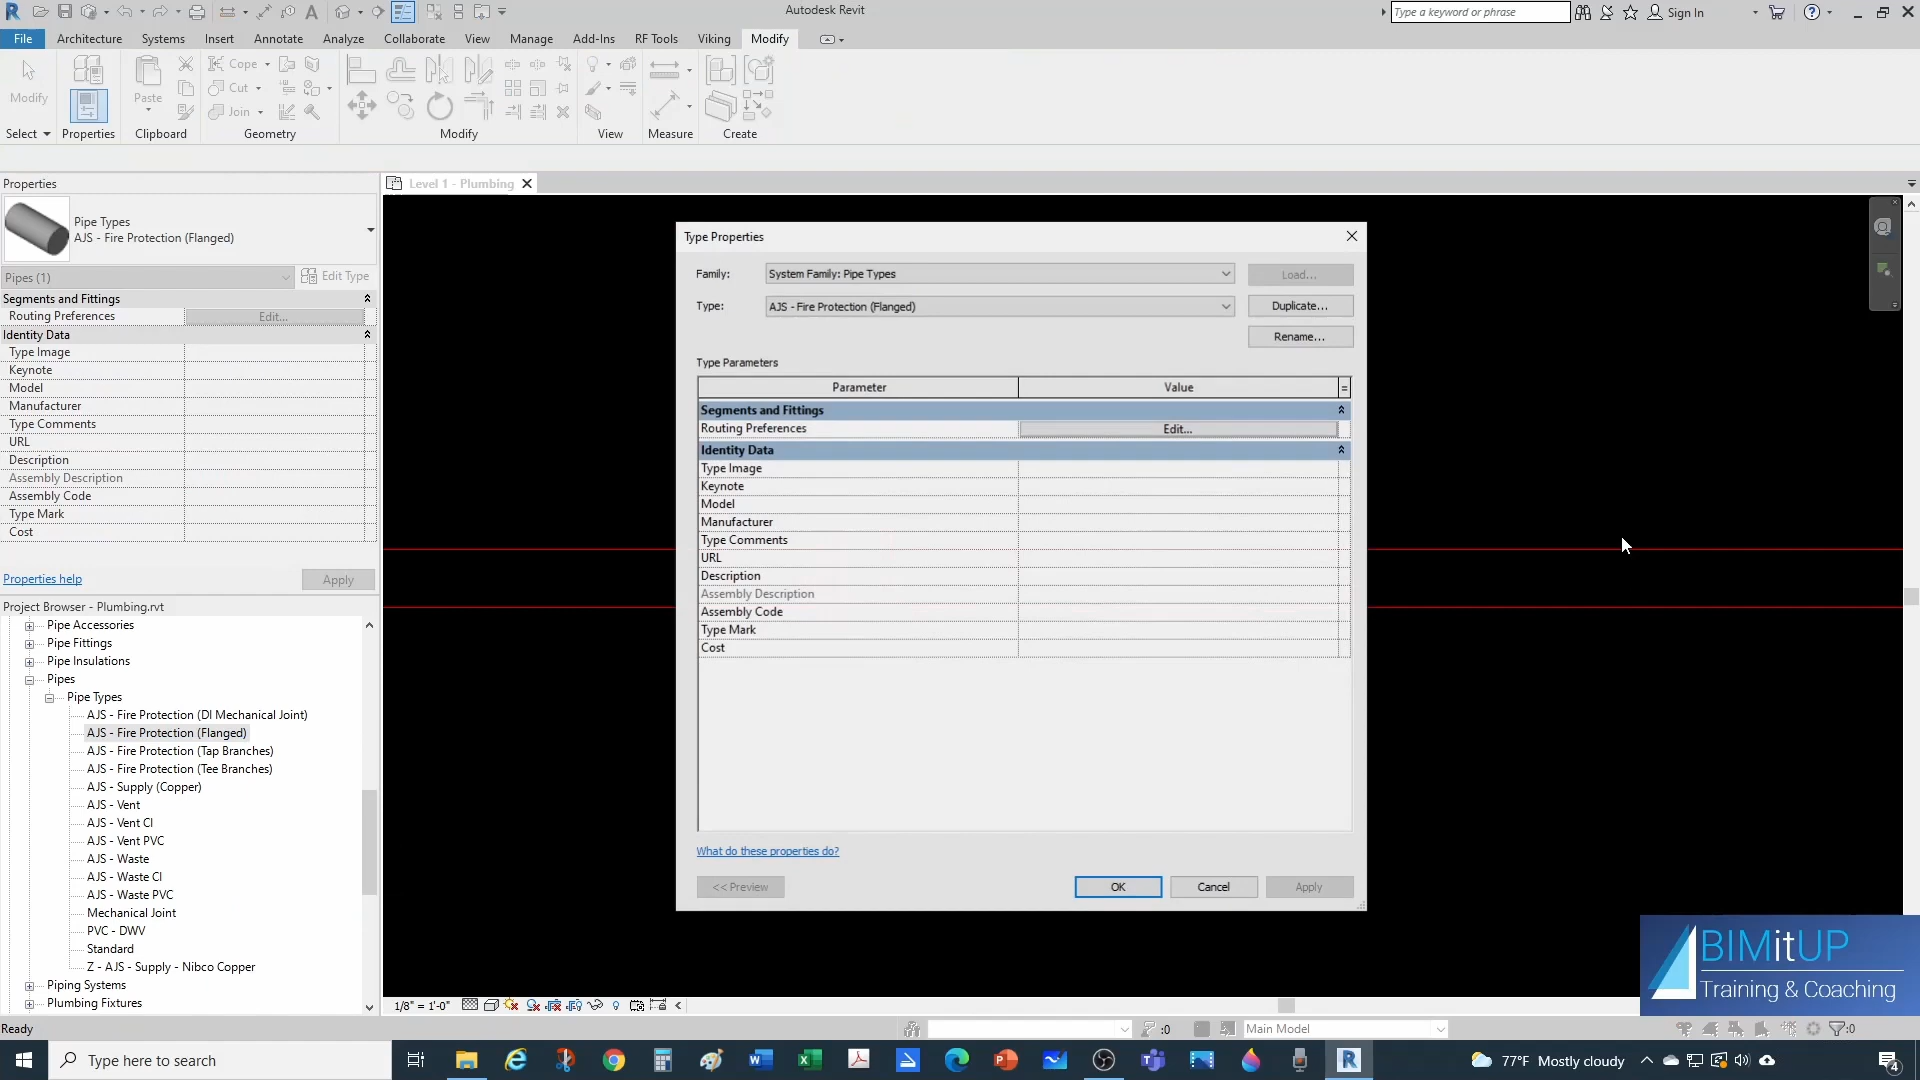 Autodesk Revit
Type a keyword or phrase
Sign In
File Architecture Systems Insert Annotate Analyze Collaborate View Manage Add-Ins RF Tools Viking Modify
Modify
Paste
Cope
Cut
Join
Select Properties Clipboard Geometry Modify View Measure Create
Properties
Level 1 - Plumbing
Pipe Types
AJS - Fire Protection (Flanged)
Pipes (1)
Edit Type
Segments and Fittings
Routing Preferences Edit...
Identity Data
Type Image
Keynote
Model
Manufacturer
Type Comments
URL
Description
Assembly Description
Assembly Code
Type Mark
Cost
Properties help
Apply
Project Browser - Plumbing.rvt
Pipe Accessories
Pipe Fittings
Pipe Insulations
Pipes
Pipe Types
AJS - Fire Protection (DI Mechanical Joint)
AJS - Fire Protection (Flanged)
AJS - Fire Protection (Tap Branches)
AJS - Fire Protection (Tee Branches)
AJS - Supply (Copper)
AJS - Vent
AJS - Vent CI
AJS - Vent PVC
AJS - Waste
AJS - Waste CI
AJS - Waste PVC
Mechanical Joint
PVC - DWV
Standard
Z - AJS - Supply - Nibco Copper
Piping Systems
Plumbing Fixtures
Type Properties
Family: System Family: Pipe Types Load...
Type: AJS - Fire Protection (Flanged) Duplicate...
Rename...
Type Parameters
Parameter Value =
Segments and Fittings
Routing Preferences Edit...
Identity Data
Type Image
Keynote
Model
Manufacturer
Type Comments
URL
Description
Assembly Description
Assembly Code
Type Mark
Cost
What do these properties do?
<< Preview OK Cancel Apply
BIMitUP
Training & Coaching
1/8" = 1'-0"
Ready
:0
Main Model
:0
Type here to search
77°F Mostly cloudy
4